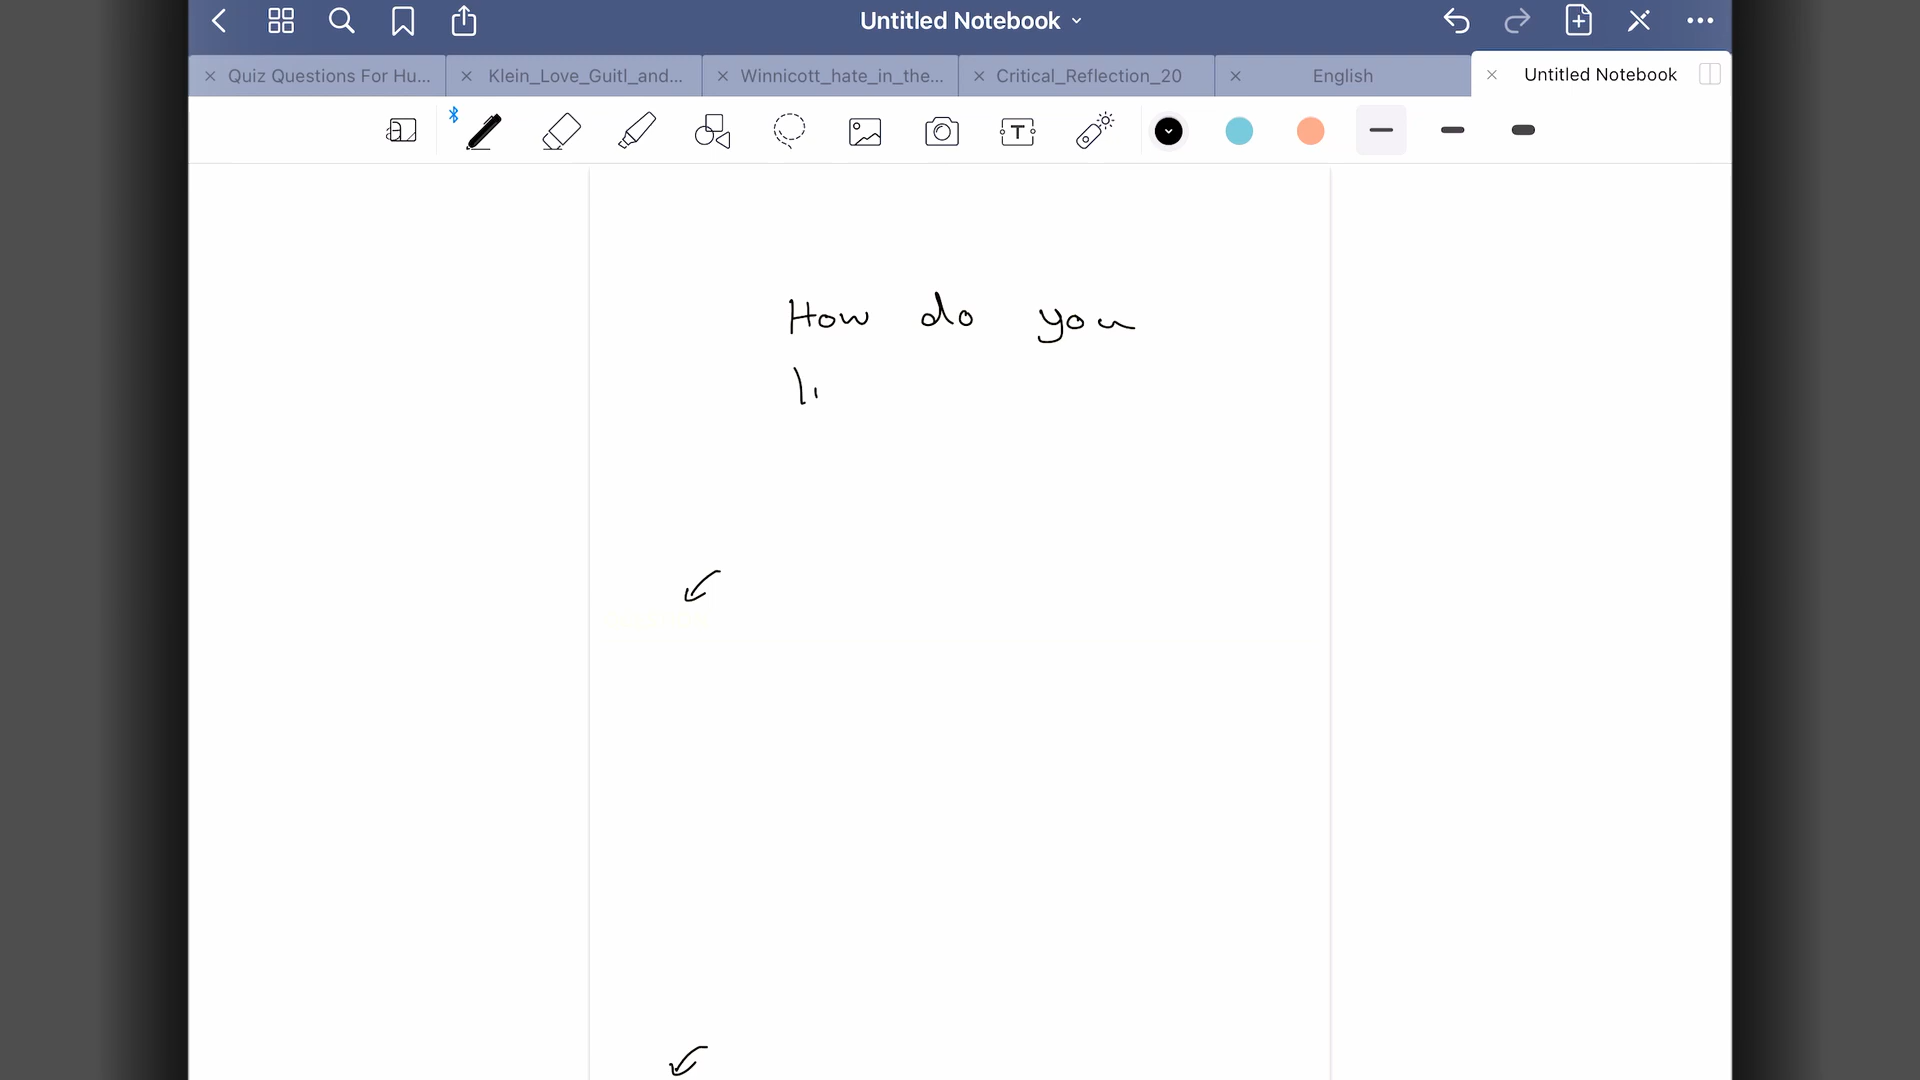 Untitled Notebook
Quiz Questions For Hu... Klein_Love_Guitl_and... Winnicott_hate_in_the... Critical_Reflection_20 English Untitled Notebook
T
How do you